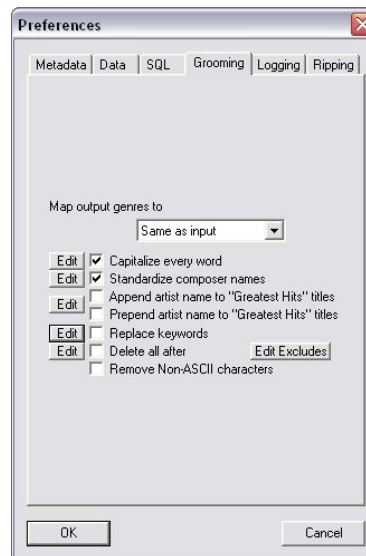 Preferences
Metadata Data SQL Grooming Logging Ripping
Map output genres to
Same as input
Edit Capitalize every word
Edit Standardize composer names
Edit Append artist name to "Greatest Hits" titles
Prepend artist name to "Greatest Hits" titles
Edit Replace keywords
Edit Delete all after Edit Excludes
Remove Non-ASCII characters
OK Cancel